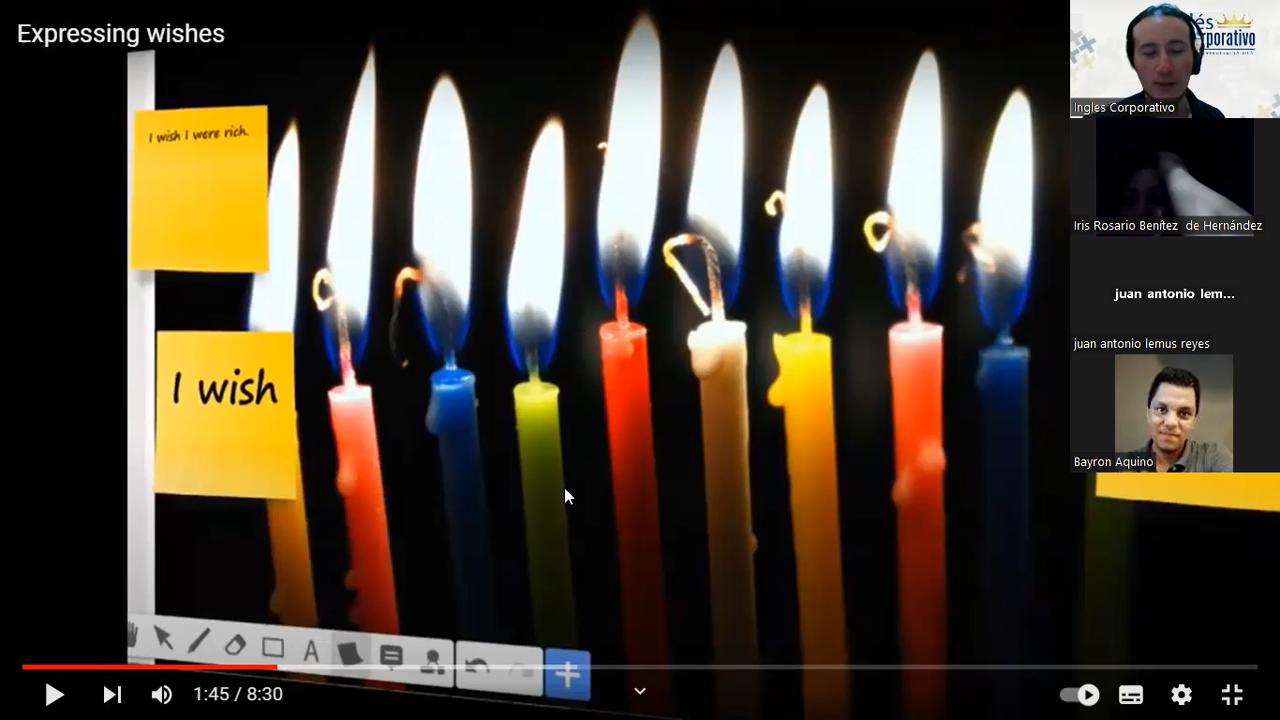 Expressing wishes
I wish I were rich.
I wish
1:45 / 8:30
Ingles Corporativo
Iris Rosario Benítez de Hernández
juan antonio lem...
juan antonio lemus reyes
Bayron Aquino
A